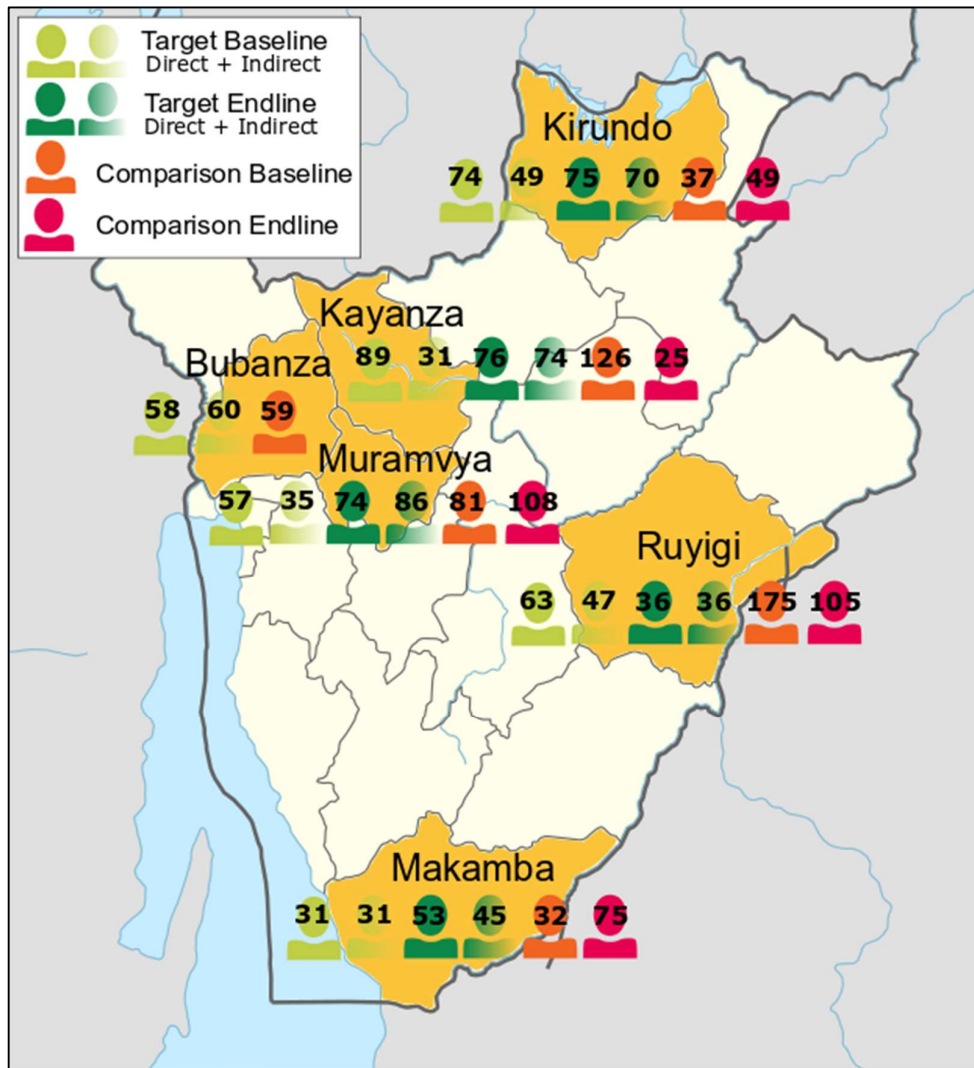 Target Baseline
Direct + Indirect
Target Endline
Direct + Indirect
Comparison Baseline
Comparison Endline
Kirundo
74 49 75 70 37 49
Kayanza
89 31 76 74 126 25
Bubanza
58 60 59
Muramvya
57 35 74 86 81 108
Ruyigi
63 47 36 36 175 105
Makamba
31 31 53 45 32 75